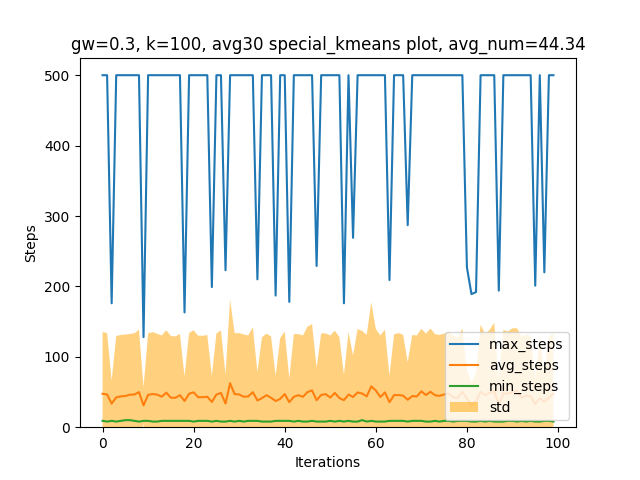 gw=0.3, k=100, avg30 special_kmeans plot, avg_num=44.34
500
400
300
200
100
0
Steps
0
20
40
60
80
100
Iterations
max_steps
avg_steps
min_steps
std